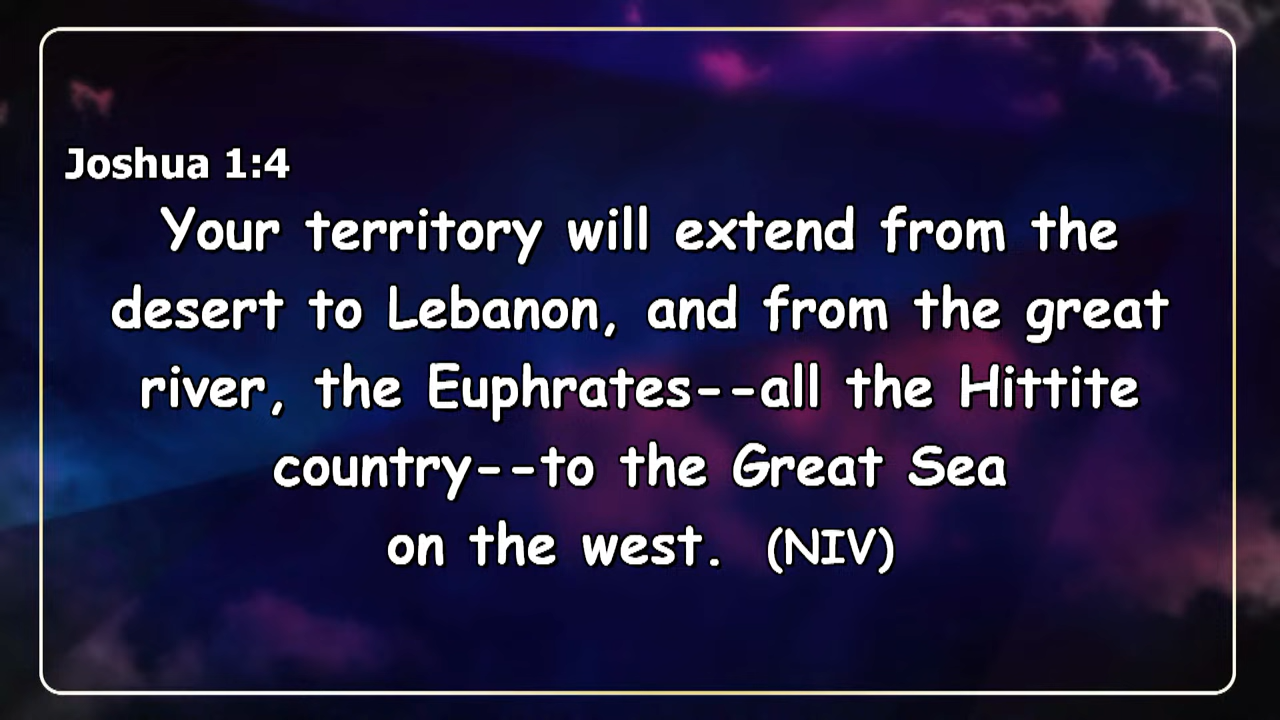 Joshua 1:4
Your territory will extend from the
desert to Lebanon, and from the great
river, the Euphrates--all the Hittite
country--to the Great Sea
on the west. (NIV)